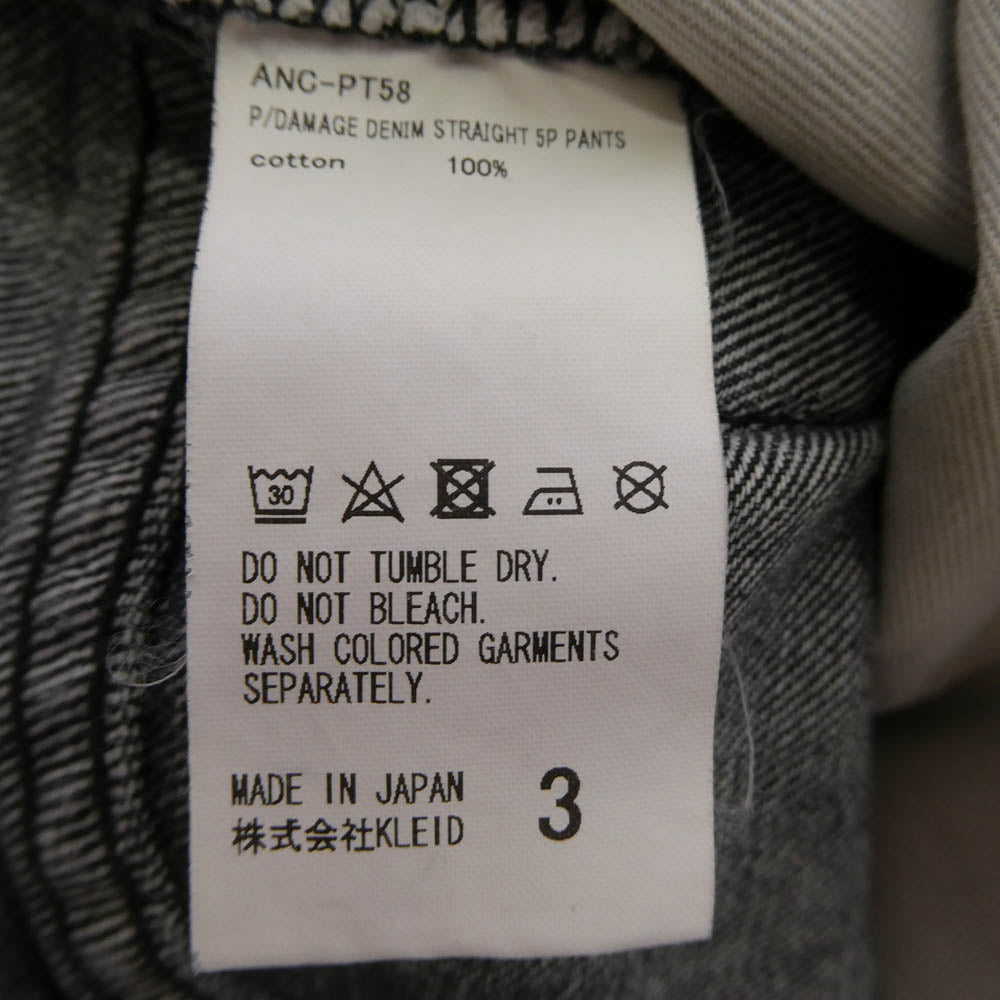 ANC-PT58
P/DAMAGE DENIM STRAIGHT 5P PANTS
cotton 100%
30
DO NOT TUMBLE DRY.
DO NOT BLEACH.
WASH COLORED GARMENTS
SEPARATELY.
MADE IN JAPAN
株式会社KLEID
3